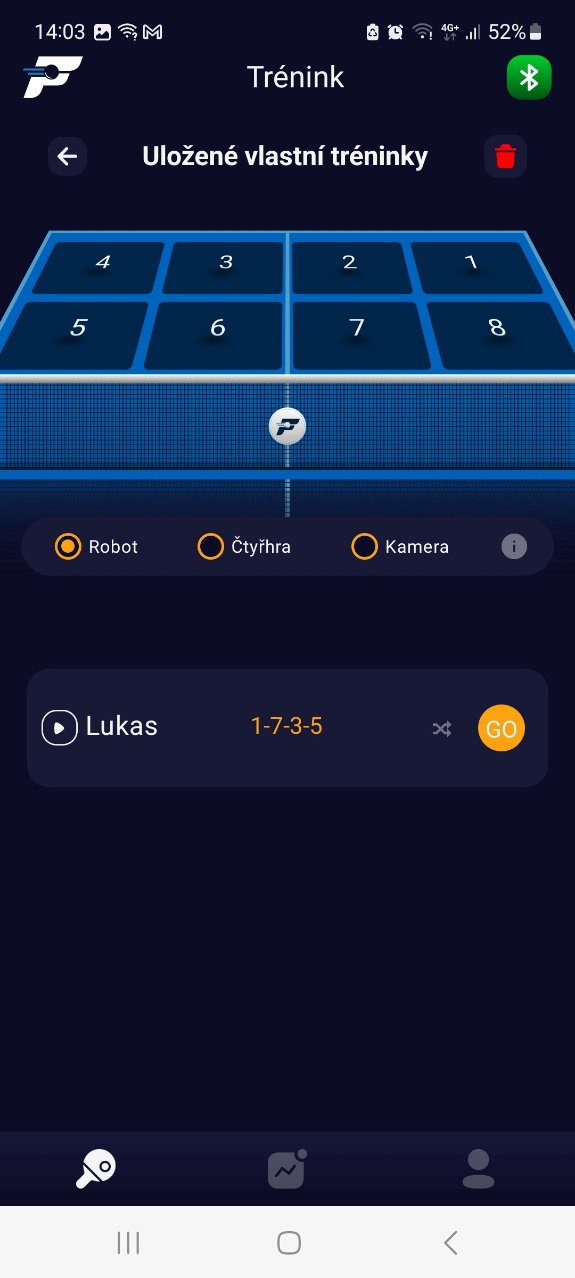 14:03 4G+ 52%
Trénink
Uložené vlastní tréninky
4 3 2 1
5 6 7 8
Robot Čtyřhra Kamera i
Lukas 1-7-3-5 GO